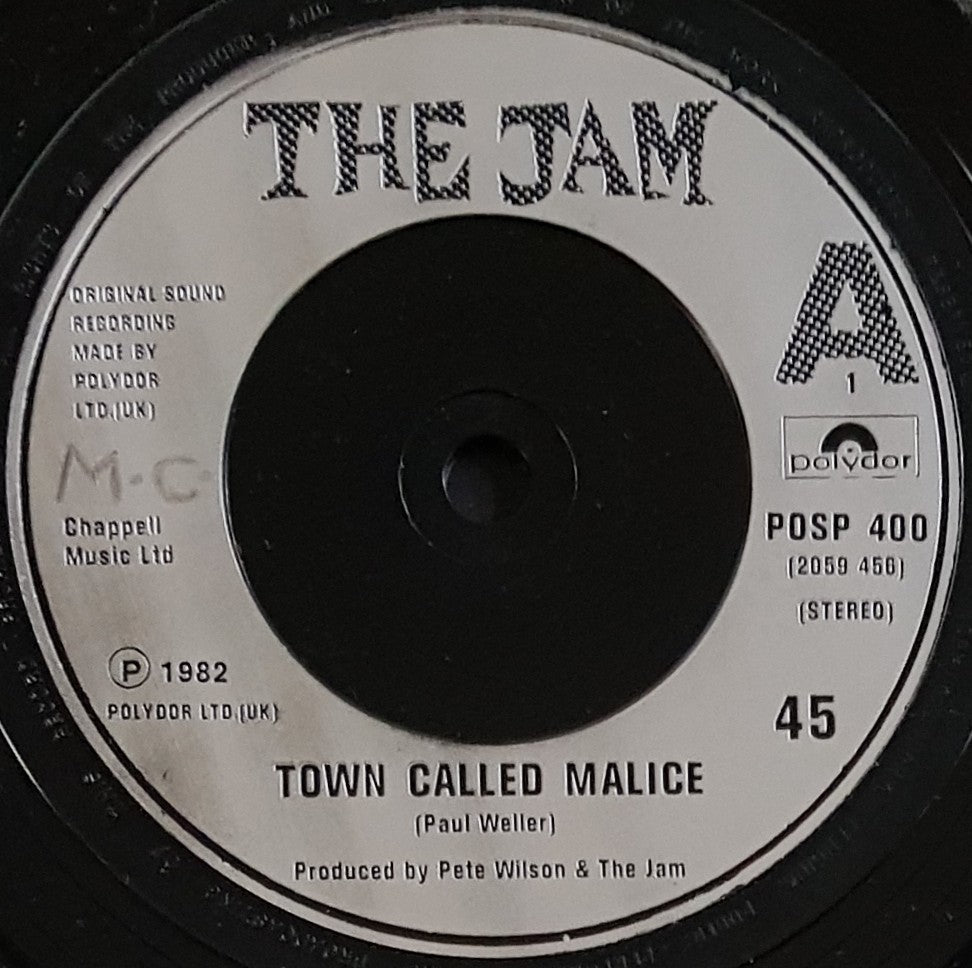 THE JAM
ORIGINAL SOUND
RECORDING
MADE BY
POLYDOR
LTD.(UK)
M.C.
Chappell
Music Ltd
Ⓟ 1982
POLYDOR LTD.(UK)
A
1
polydor
POSP 400
(2059 456)
(STEREO)
45
TOWN CALLED MALICE
(Paul Weller)
Produced by Pete Wilson & The Jam